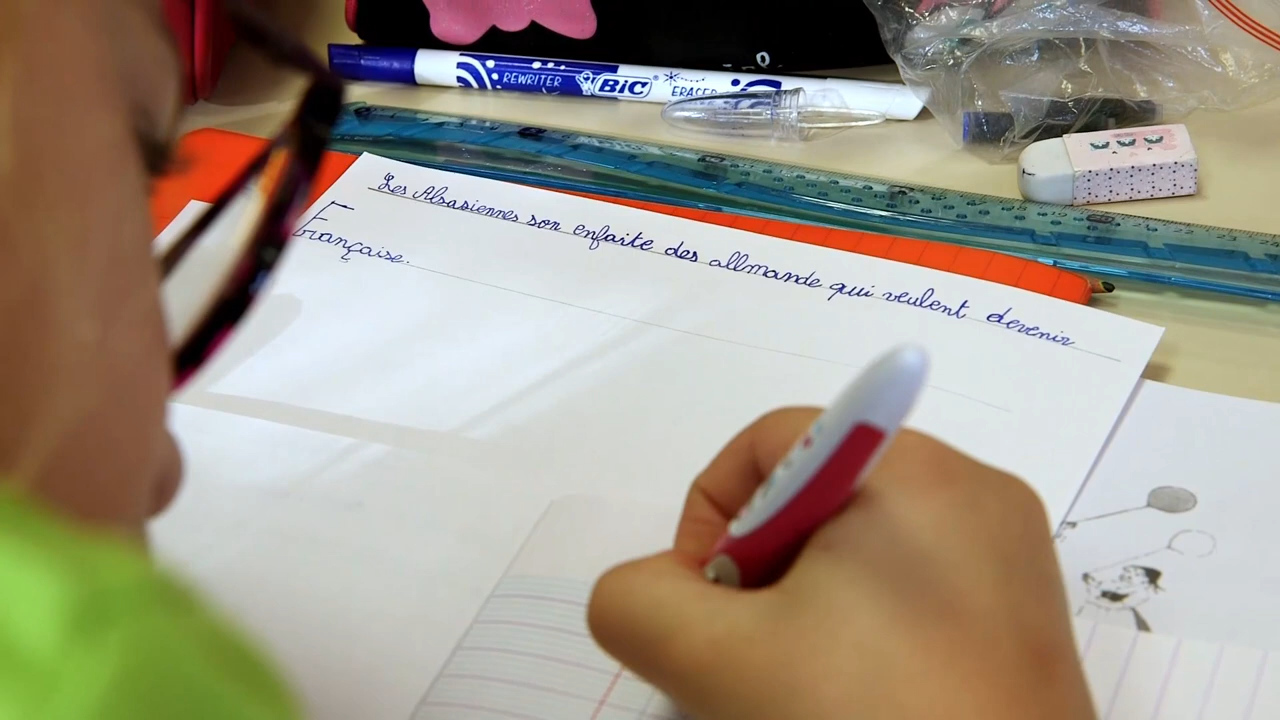 REWRITER BIC ERASER
Les Alsasiennes son enfaite des allmande qui veulent devenir
Française.